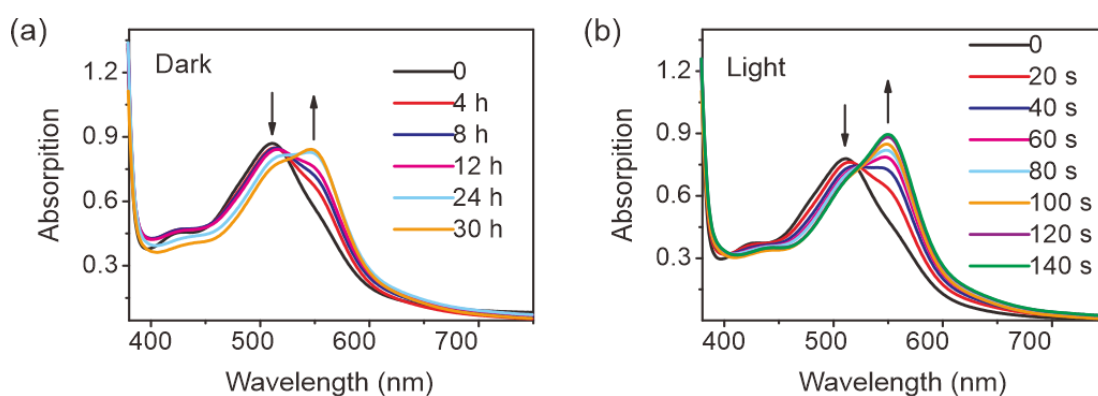 (a)
Absorpition
1.2
0.9
0.6
0.3
Dark
0
4 h
8 h
12 h
24 h
30 h
400
500
600
700
Wavelength (nm)
(b)
Absorpition
1.2
0.9
0.6
0.3
Light
0
20 s
40 s
60 s
80 s
100 s
120 s
140 s
400
500
600
700
Wavelength (nm)